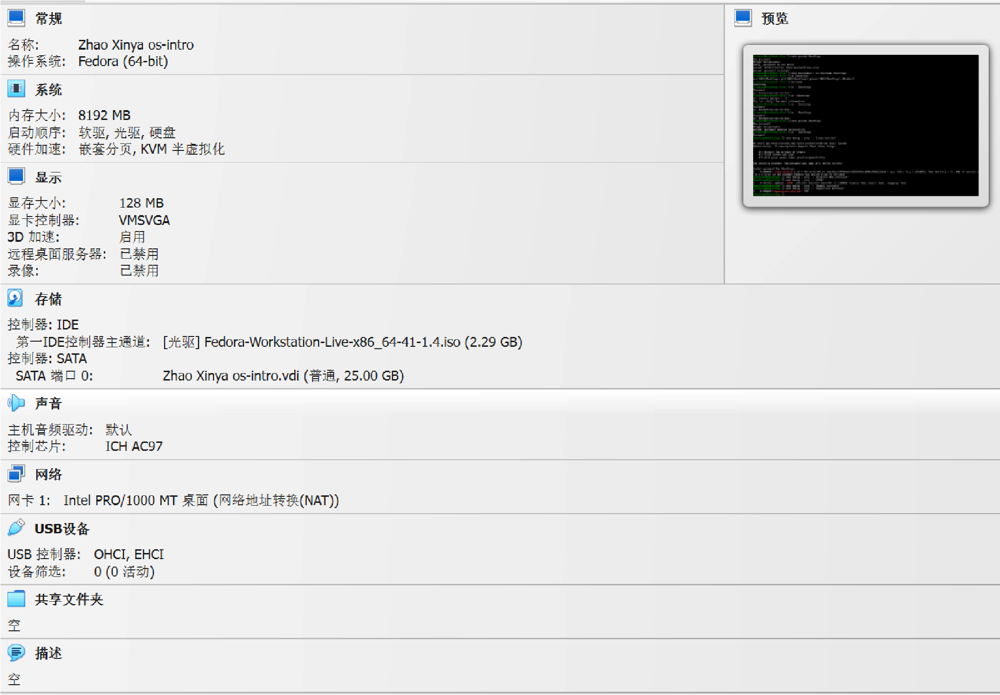 常规
名称: Zhao Xinya os-intro
操作系统: Fedora (64-bit)
系统
内存大小: 8192 MB
启动顺序: 软驱, 光驱, 硬盘
硬件加速: 嵌套分页, KVM 半虚拟化
显示
显存大小: 128 MB
显卡控制器: VMSVGA
3D 加速: 启用
远程桌面服务器: 已禁用
录像: 已禁用
预览
存储
控制器: IDE
第一IDE控制器主通道: [光驱] Fedora-Workstation-Live-x86_64-41-1.4.iso (2.29 GB)
控制器: SATA
SATA 端口 0: Zhao Xinya os-intro.vdi (普通, 25.00 GB)
声音
主机音频驱动: 默认
控制芯片: ICH AC97
网络
网卡 1: Intel PRO/1000 MT 桌面 (网络地址转换(NAT))
USB设备
USB 控制器: OHCI, EHCI
设备筛选: 0 (0 活动)
共享文件夹
空
描述
空